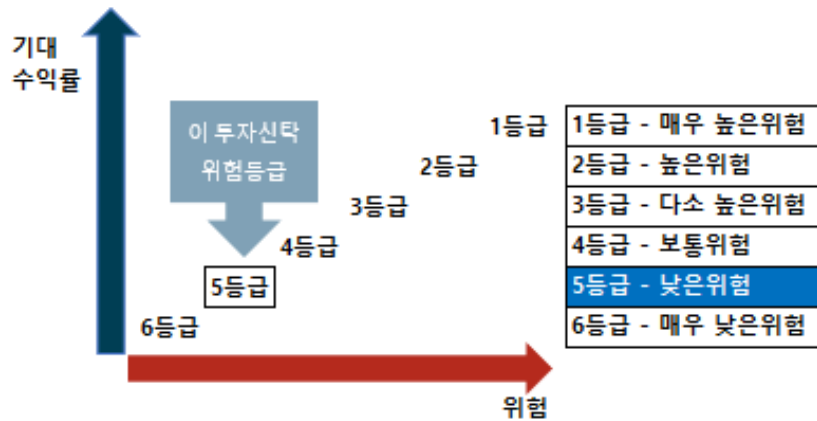 기대
수익률
이 투자신탁
위험등급
1등급
2등급
3등급
4등급
5등급
6등급
위험
1등급 - 매우 높은위험
2등급 - 높은위험
3등급 - 다소 높은위험
4등급 - 보통위험
5등급 - 낮은위험
6등급 - 매우 낮은위험